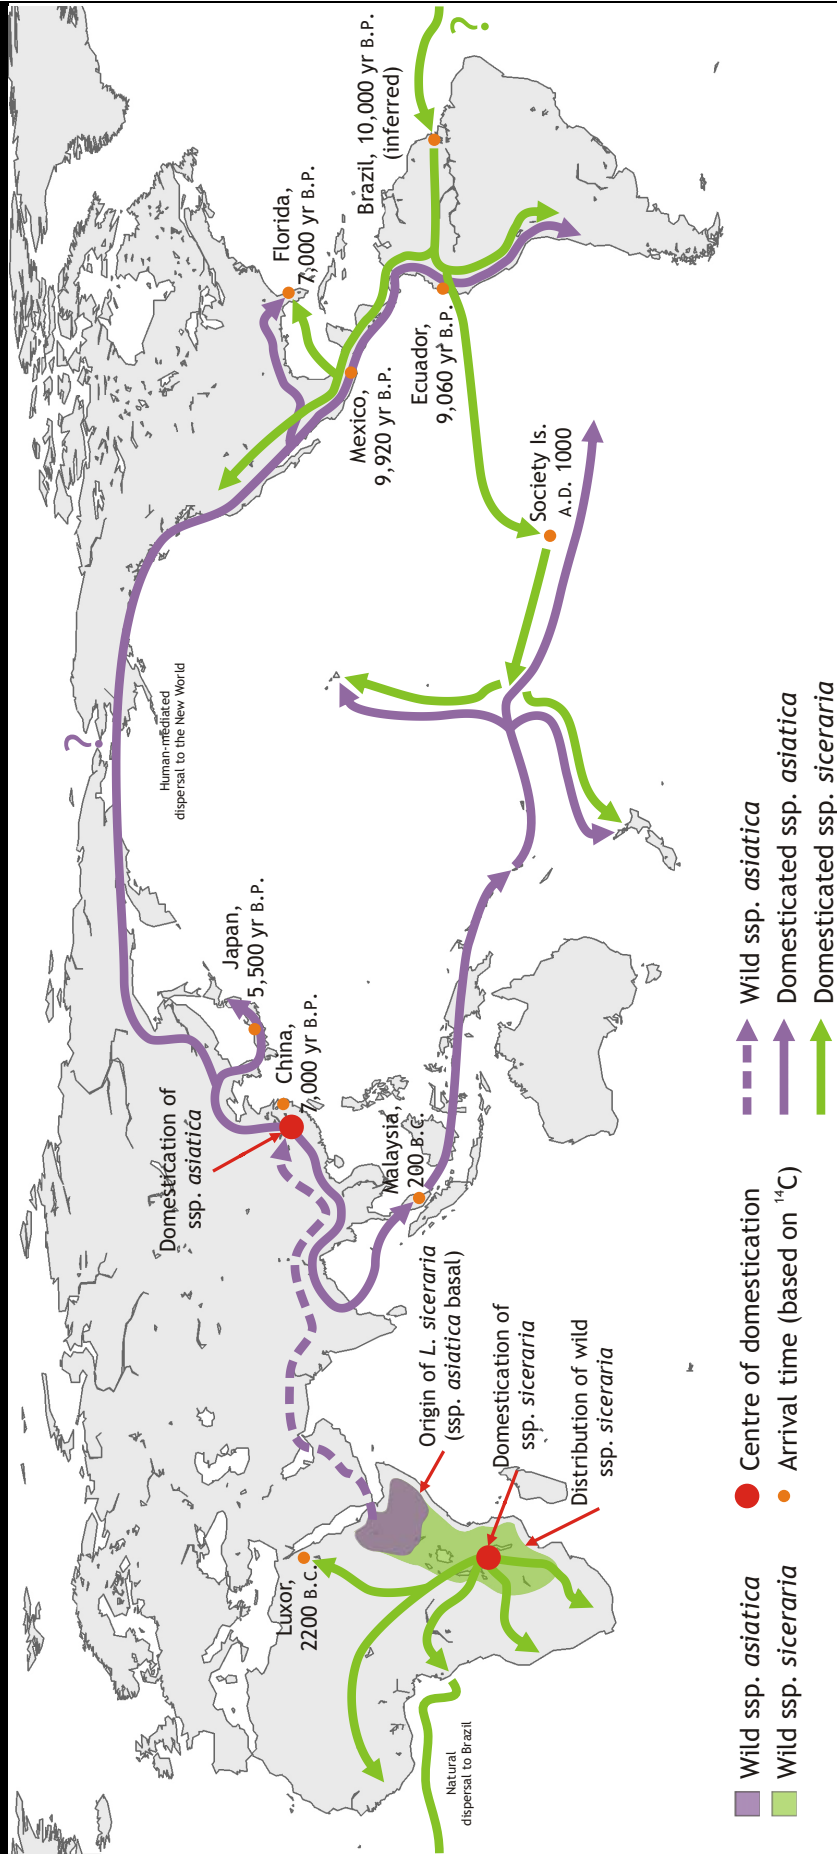 Luxor,
2200 B.C.
Natural
dispersal to Brazil
Origin of L. siceraria
(ssp. asiatica basal)
Domestication of
ssp. siceraria
Distribution of wild
ssp. siceraria
Domestication of
ssp. asiatica
China,
7,000 yr B.P.
Japan,
5,500 yr B.P.
Malaysia,
200 B.C.
?
Human-mediated
dispersal to the New World
Society Is.
A.D. 1000
Mexico,
9,920 yr B.P.
Ecuador,
9,060 yr B.P.
Florida,
7,000 yr B.P.
Brazil, 10,000 yr B.P.
(inferred)
?
Wild ssp. asiatica
Wild ssp. siceraria
Centre of domestication
Arrival time (based on ¹⁴C)
Wild ssp. asiatica
Domesticated ssp. asiatica
Domesticated ssp. siceraria